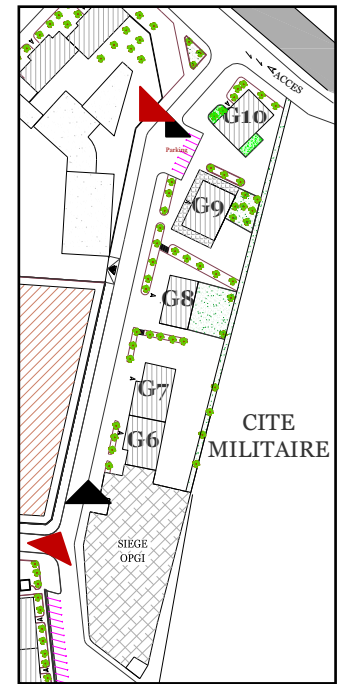 ACCES
G10
Parking
G9
G8
G7
G6
CITE
MILITAIRE
SIEGE
OPGI